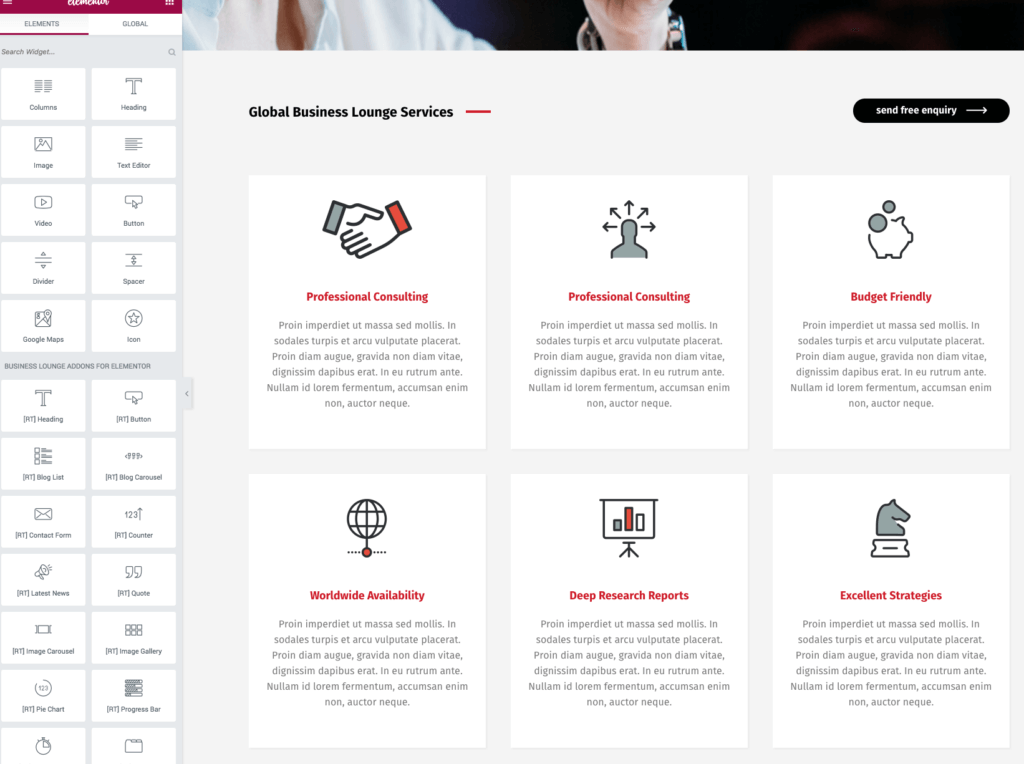 elementor
ELEMENTS
GLOBAL
Search Widget...
Columns
Heading
Image
Text Editor
Video
Button
Divider
Spacer
Google Maps
Icon
BUSINESS LOUNGE ADDONS FOR ELEMENTOR
[RT] Heading
[RT] Button
[RT] Blog List
[RT] Blog Carousel
[RT] Contact Form
123
[RT] Counter
[RT] Latest News
[RT] Quote
[RT] Image Carousel
[RT] Image Gallery
123
[RT] Pie Chart
[RT] Progress Bar
Global Business Lounge Services
send free enquiry
Professional Consulting
Proin imperdiet ut massa sed mollis. In
sodales turpis et arcu vulputate placerat.
Proin diam augue, gravida non diam vitae,
dignissim dapibus erat. In eu rutrum ante.
Nullam id lorem fermentum, accumsan enim
non, auctor neque.
Professional Consulting
Proin imperdiet ut massa sed mollis. In
sodales turpis et arcu vulputate placerat.
Proin diam augue, gravida non diam vitae,
dignissim dapibus erat. In eu rutrum ante.
Nullam id lorem fermentum, accumsan enim
non, auctor neque.
Budget Friendly
Proin imperdiet ut massa sed mollis. In
sodales turpis et arcu vulputate placerat.
Proin diam augue, gravida non diam vitae,
dignissim dapibus erat. In eu rutrum ante.
Nullam id lorem fermentum, accumsan enim
non, auctor neque.
Worldwide Availability
Proin imperdiet ut massa sed mollis. In
sodales turpis et arcu vulputate placerat.
Proin diam augue, gravida non diam vitae,
dignissim dapibus erat. In eu rutrum ante.
Nullam id lorem fermentum, accumsan enim
non, auctor neque.
Deep Research Reports
Proin imperdiet ut massa sed mollis. In
sodales turpis et arcu vulputate placerat.
Proin diam augue, gravida non diam vitae,
dignissim dapibus erat. In eu rutrum ante.
Nullam id lorem fermentum, accumsan enim
non, auctor neque.
Excellent Strategies
Proin imperdiet ut massa sed mollis. In
sodales turpis et arcu vulputate placerat.
Proin diam augue, gravida non diam vitae,
dignissim dapibus erat. In eu rutrum ante.
Nullam id lorem fermentum, accumsan enim
non, auctor neque.